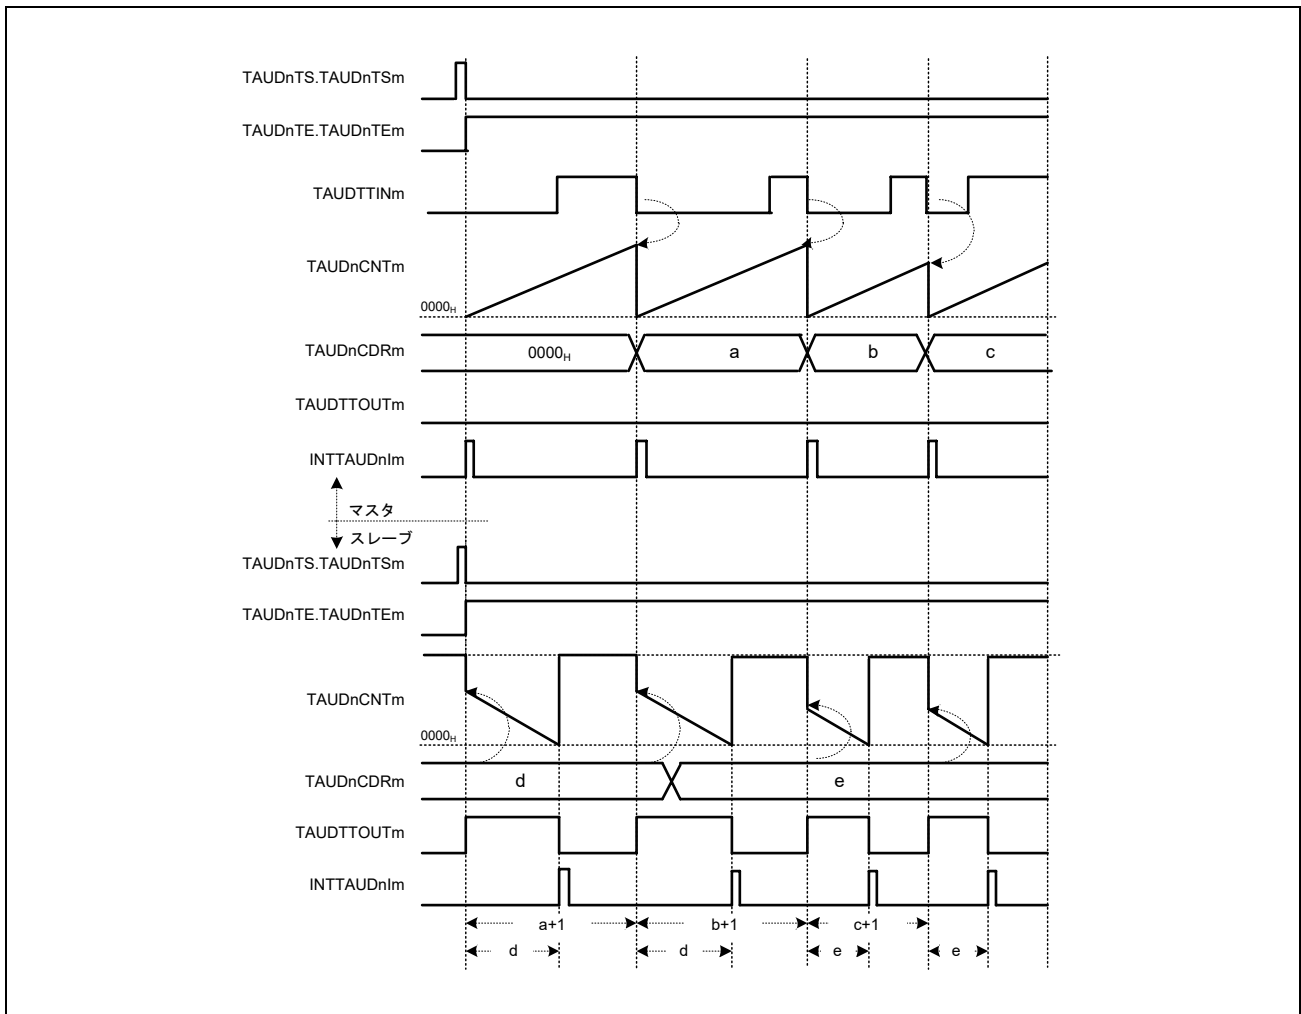 TAUDnTS.TAUDnTSm
TAUDnTE.TAUDnTEm
TAUDTTINm
TAUDnCNTm
0000H
TAUDnCDRm
0000H a b c
TAUDTTOUTm
INTTAUDnIm
マスタ
スレーブ
TAUDnTS.TAUDnTSm
TAUDnTE.TAUDnTEm
TAUDnCNTm
0000H
TAUDnCDRm
d e
TAUDTTOUTm
INTTAUDnIm
a+1 b+1 c+1
d d e e